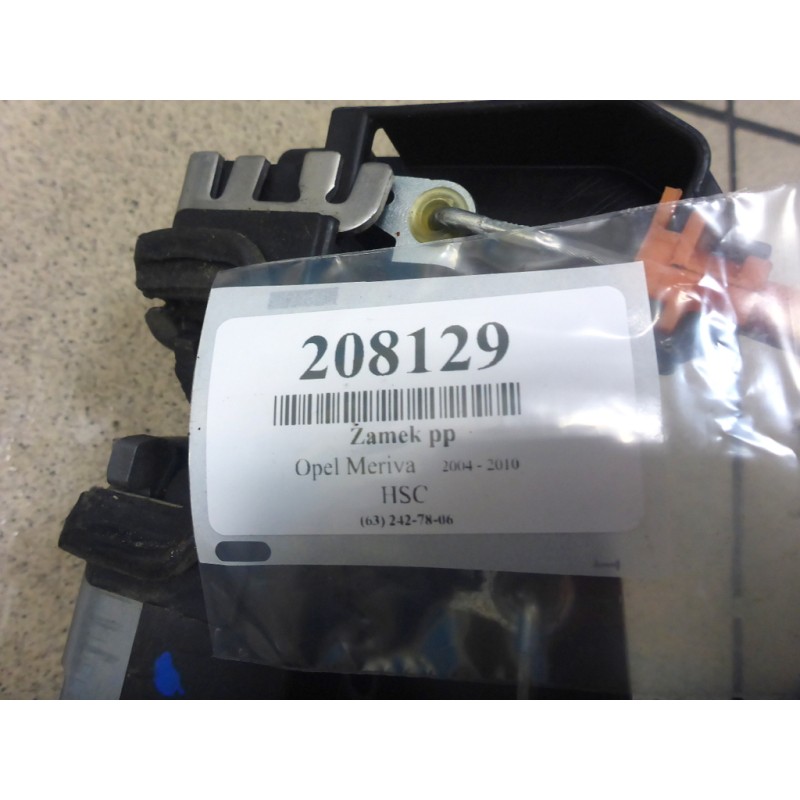 208129
Żamek pp
Opel Meriva 2004 - 2010
HSC
(63) 242-78-06